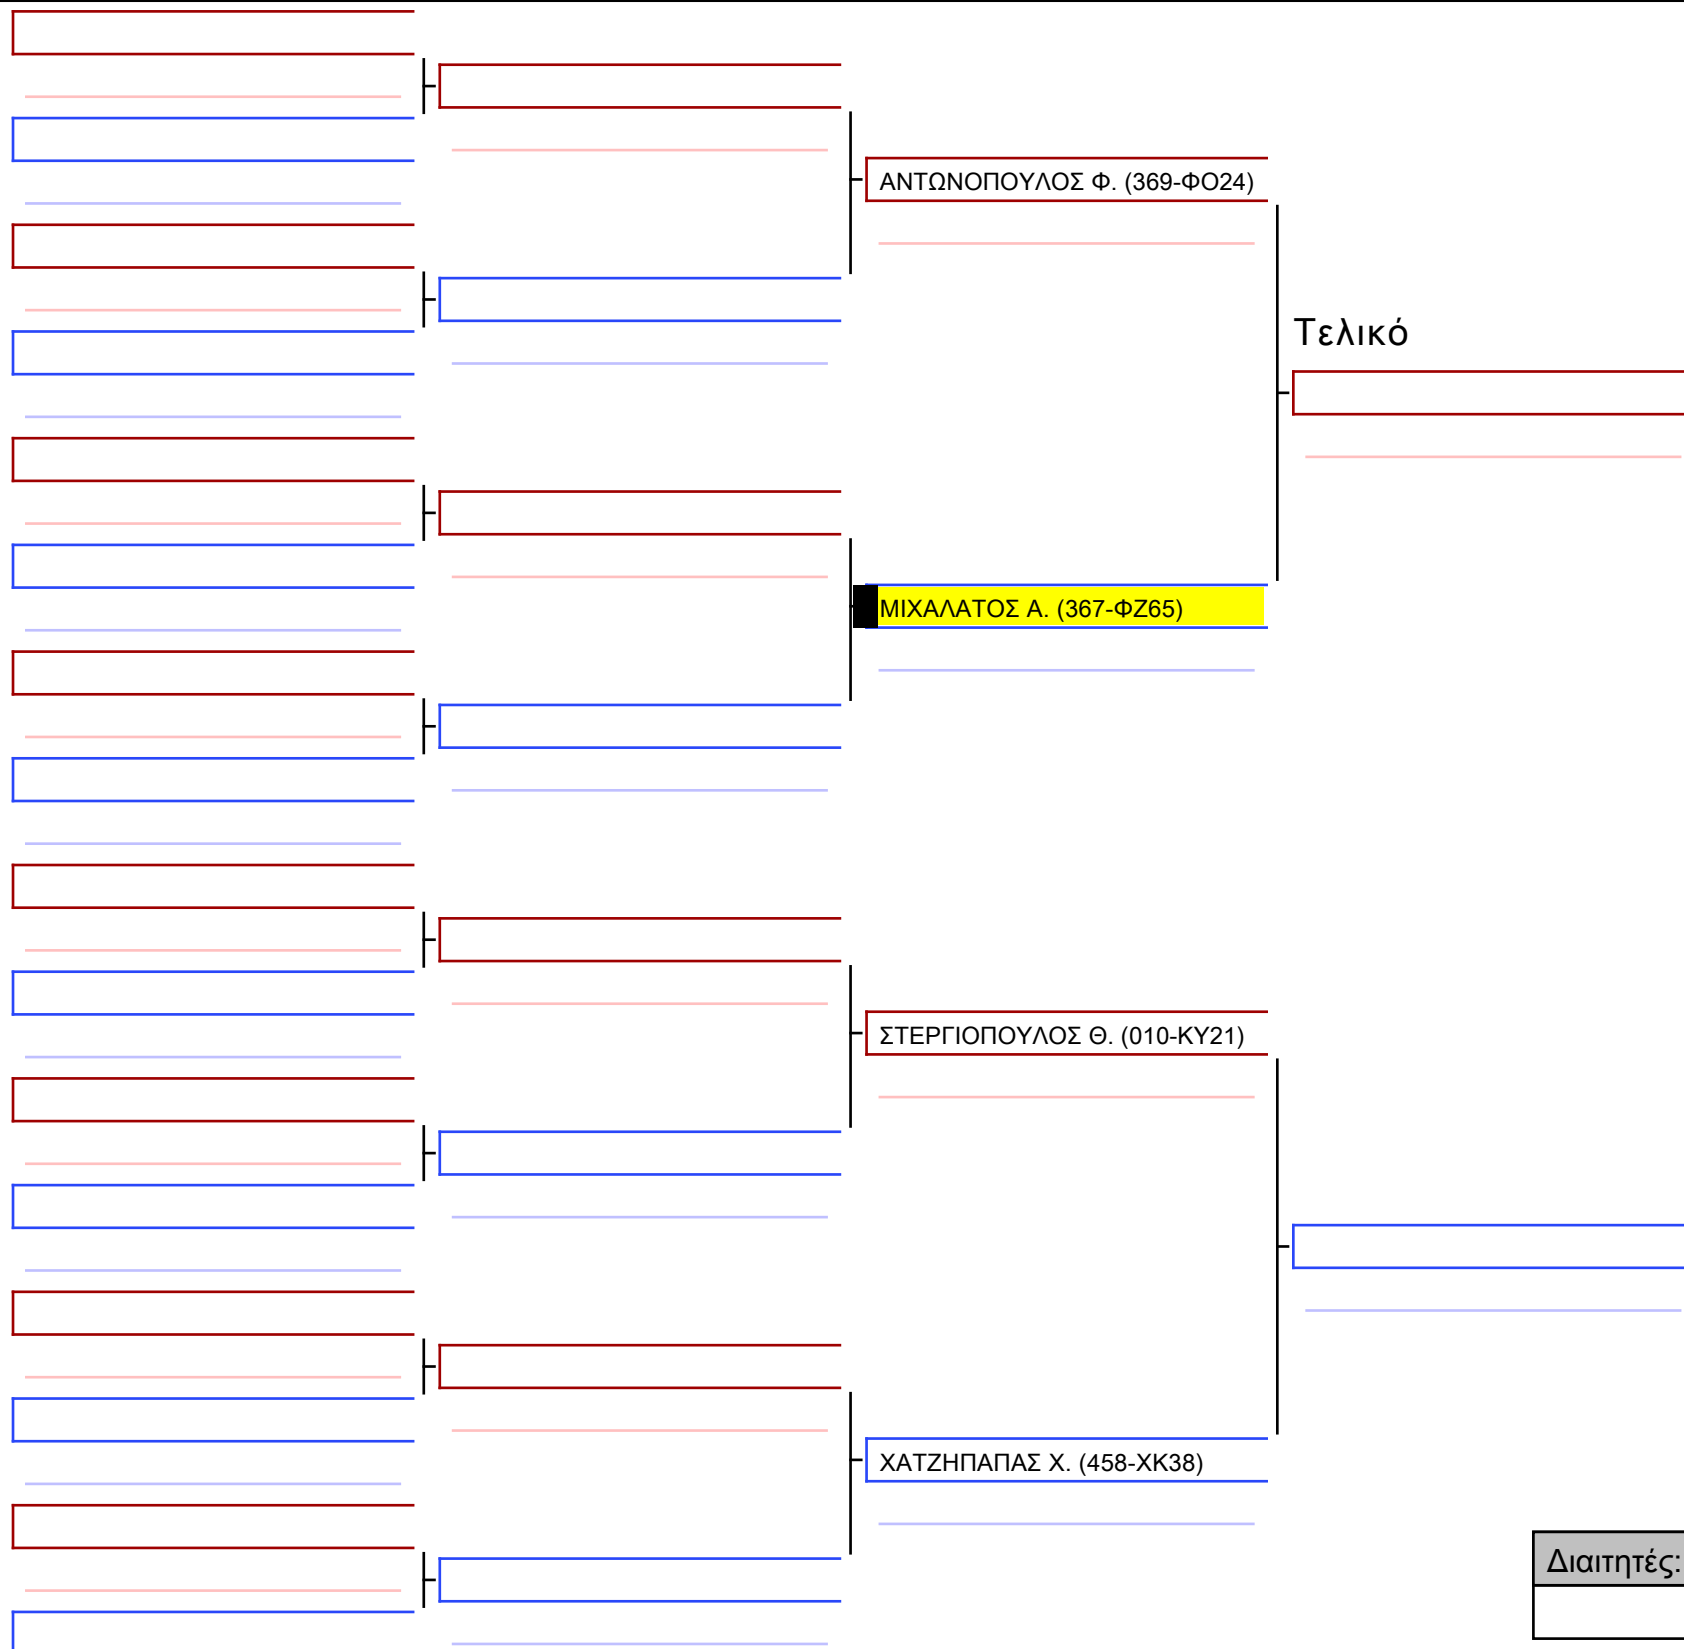 ΑΝΤΩΝΟΠΟΥΛΟΣ Φ. (369-ΦΟ24)
Τελικό
ΜΙΧΑΛΑΤΟΣ Α. (367-ΦΖ65)
ΣΤΕΡΓΙΟΠΟΥΛΟΣ Θ. (010-ΚΥ21)
ΧΑΤΖΗΠΑΠΑΣ Χ. (458-ΧΚ38)
Διαιτητές: